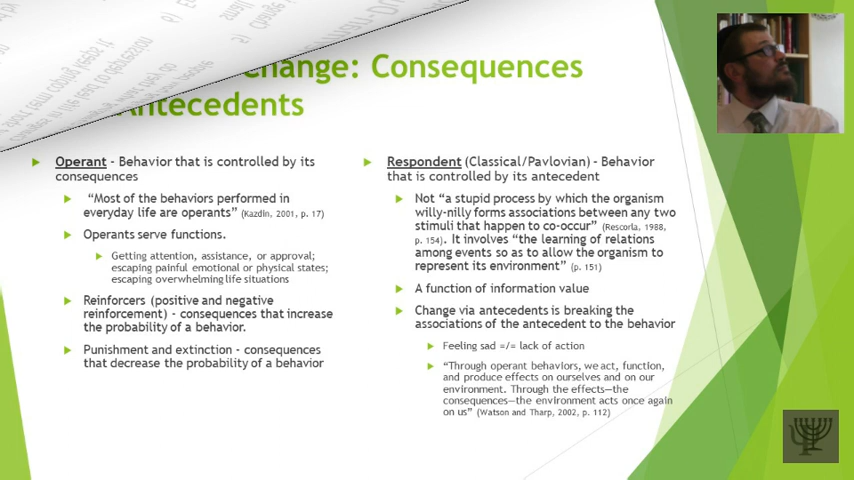 Change: Consequences
Antecedents
Operant - Behavior that is controlled by its
consequences
"Most of the behaviors performed in
everyday life are operants" (Kazdin, 2001, p. 17)
Operants serve functions.
Getting attention, assistance, or approval;
escaping painful emotional or physical states;
escaping overwhelming life situations
Reinforcers (positive and negative
reinforcement) - consequences that increase
the probability of a behavior.
Punishment and extinction - consequences
that decrease the probability of a behavior
Respondent (Classical/Pavlovian) - Behavior
that is controlled by its antecedent
Not "a stupid process by which the organism
willy-nilly forms associations between any two
stimuli that happen to co-occur" (Rescorla, 1988,
p. 154). It involves "the learning of relations
among events so as to allow the organism to
represent its environment" (p. 151)
A function of information value
Change via antecedents is breaking the
associations of the antecedent to the behavior
Feeling sad =/= lack of action
"Through operant behaviors, we act, function,
and produce effects on ourselves and on our
environment. Through the effects—the
consequences—the environment acts once again
on us" (Watson and Tharp, 2002, p. 112)